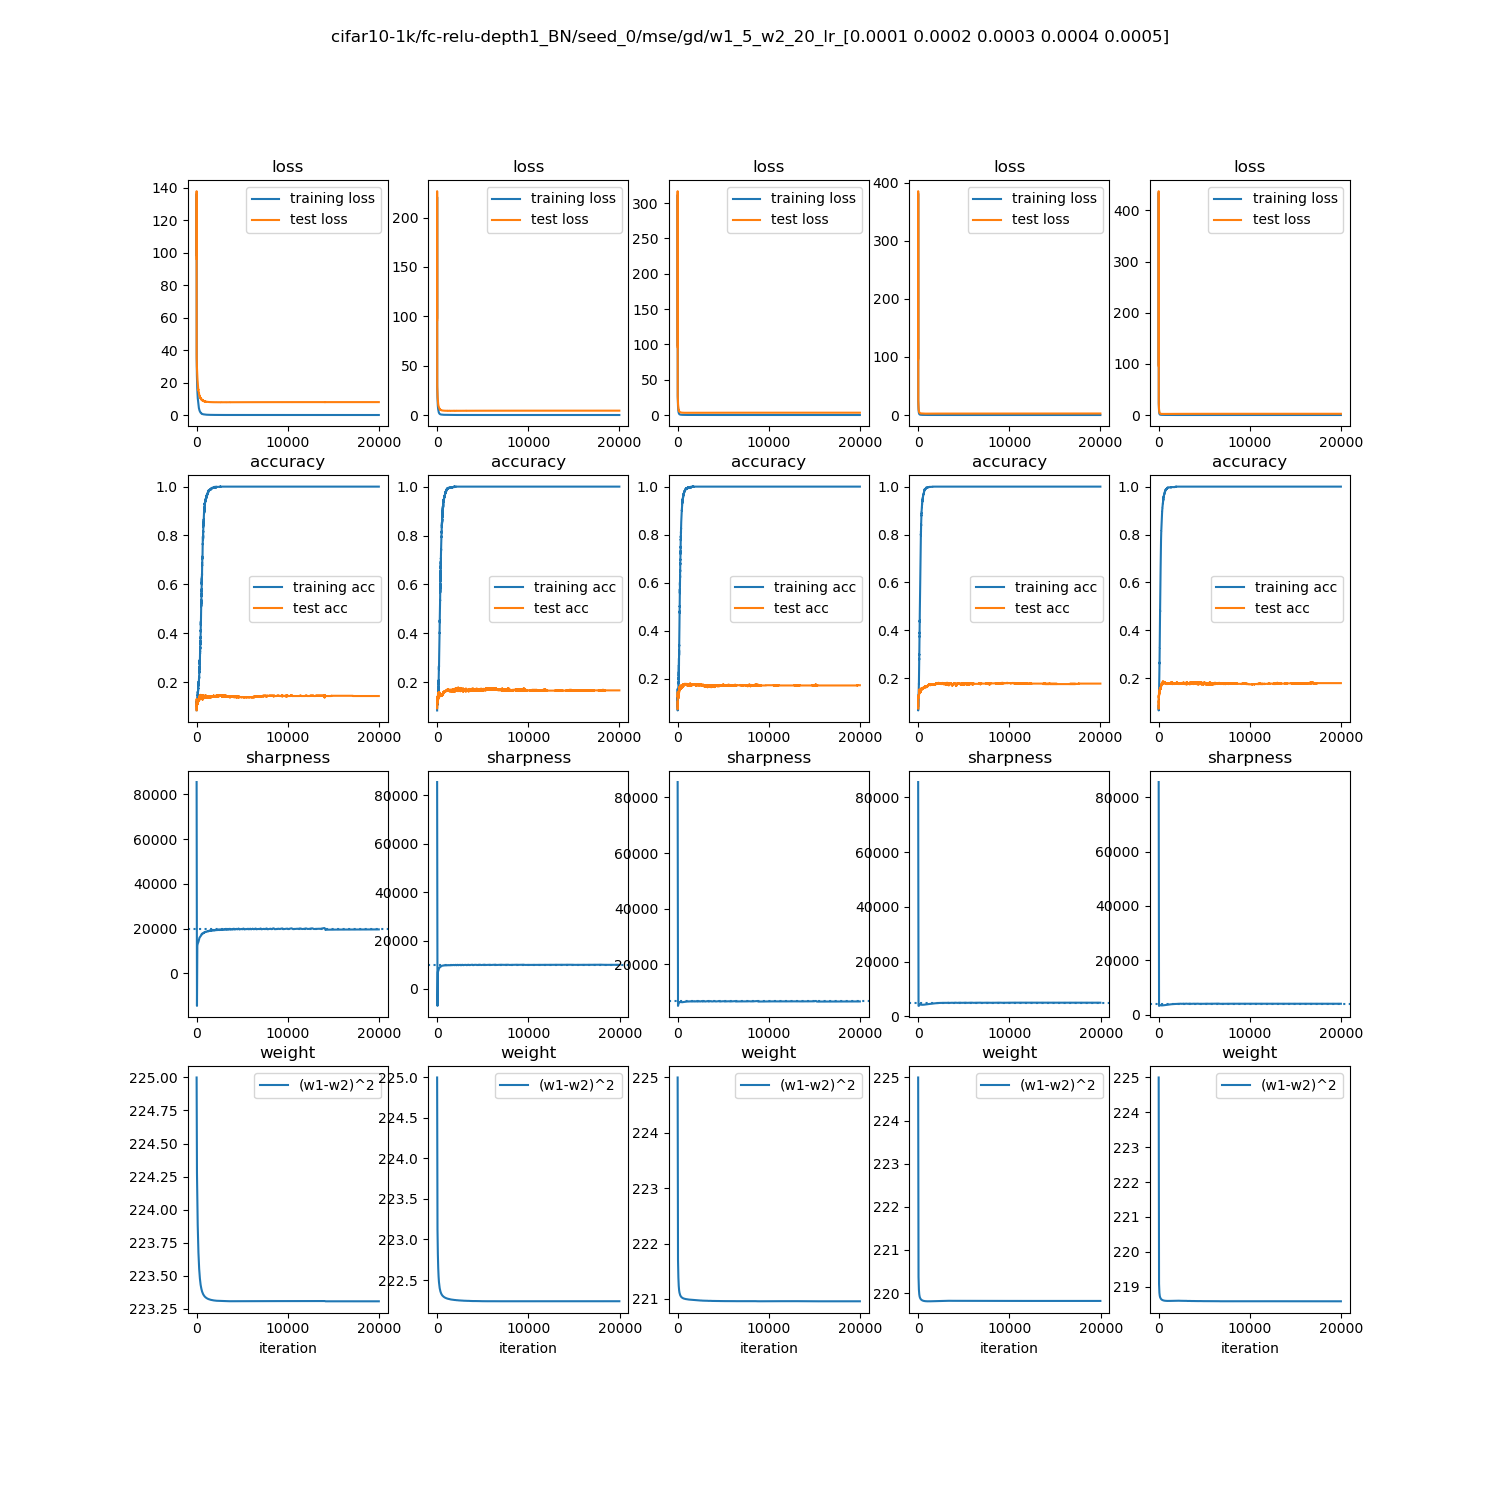 cifar10-1k/fc-relu-depth1_BN/seed_0/mse/gd/w1_5_w2_20_lr_[0.0001 0.0002 0.0003 0.0004 0.0005]
loss loss loss loss loss
training loss training loss training loss training loss training loss
test loss test loss test loss test loss test loss
140 120 100 80 60 40 20 0
200 150 100 50 0
300 250 200 150 100 50 0
400 300 200 100 0
400 300 200 100 0
0 10000 20000 0 10000 20000 0 10000 20000 0 10000 20000 0 10000 20000
accuracy accuracy accuracy accuracy accuracy
1.0 0.8 0.6 0.4 0.2
1.0 0.8 0.6 0.4 0.2
1.0 0.8 0.6 0.4 0.2
1.0 0.8 0.6 0.4 0.2
1.0 0.8 0.6 0.4 0.2
training acc training acc training acc training acc training acc
test acc test acc test acc test acc test acc
0 10000 20000 0 10000 20000 0 10000 20000 0 10000 20000 0 10000 20000
sharpness sharpness sharpness sharpness sharpness
80000 60000 40000 20000 0
80000 60000 40000 20000 0
80000 60000 40000 20000
80000 60000 40000 20000 0
80000 60000 40000 20000 0
0 10000 20000 0 10000 20000 0 10000 20000 0 10000 20000 0 10000 20000
weight weight weight weight weight
(w1-w2)^2 (w1-w2)^2 (w1-w2)^2 (w1-w2)^2 (w1-w2)^2
225.00 224.75 224.50 224.25 224.00 223.75 223.50 223.25
225.0 224.5 224.0 223.5 223.0 222.5
225 224 223 222 221
225 224 223 222 221 220
225 224 223 222 221 220 219
0 10000 20000 0 10000 20000 0 10000 20000 0 10000 20000 0 10000 20000
iteration iteration iteration iteration iteration